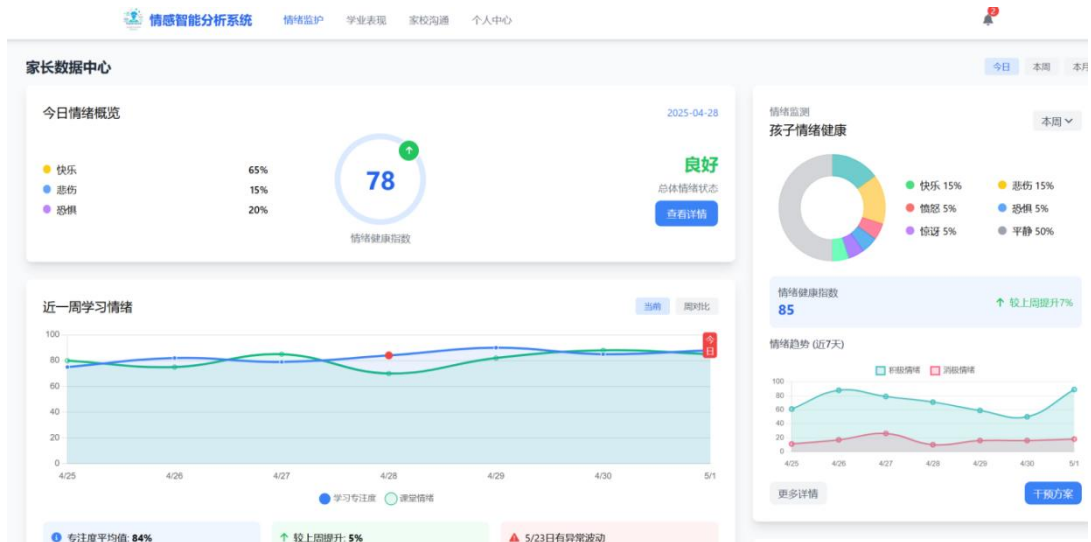 情感智能分析系统 情绪监护 学业表现 家校沟通 个人中心 2
家长数据中心 今日 本周 本月
今日情绪概览 2025-04-28
快乐 65%
悲伤 15%
恐惧 20%
78
情绪健康指数
良好
总体情绪状态
查看详情
近一周学习情绪 当前 周对比
100
80
60
40
20
0
今日
4/25 4/26 4/27 4/28 4/29 4/30 5/1
学习专注度 课堂情绪
专注度平均值: 84% 较上周提升: 5% 5/23日有异常波动
情绪监测
孩子情绪健康 本周
快乐 15% 悲伤 15%
愤怒 5% 恐惧 5%
惊讶 5% 平静 50%
情绪健康指数
85 较上周提升7%
情绪趋势 (近7天)
积极情绪 消极情绪
100
80
60
40
20
0
4/25 4/26 4/27 4/28 4/29 4/30 5/1
更多详情 干预方案